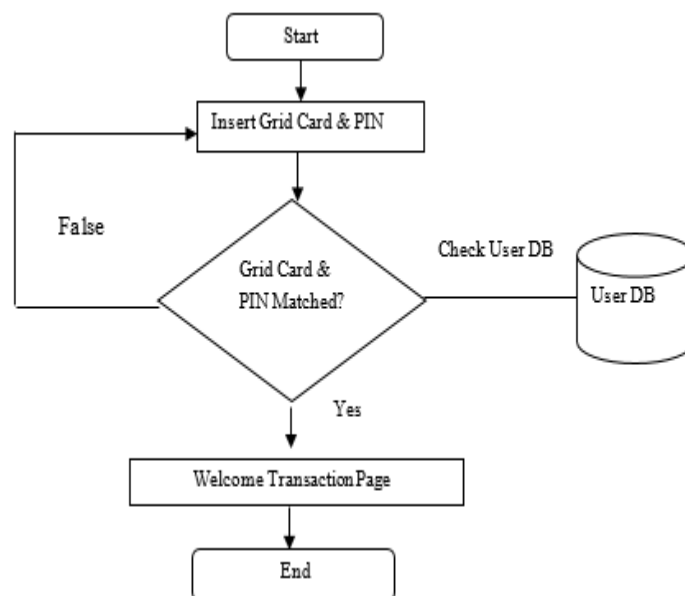 Start
Insert Grid Card & PIN
False
Check User DB
Grid Card &
PIN Matched?
User DB
Yes
Welcome Transaction Page
End